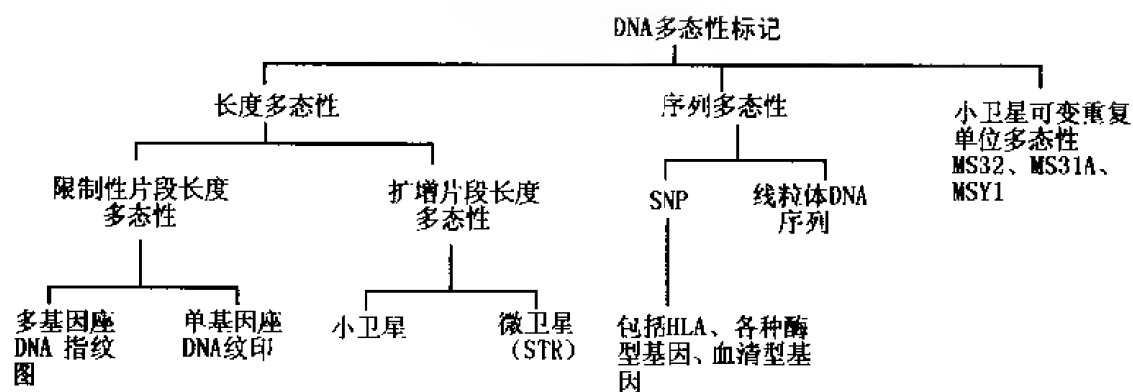 DNA多态性标记
长度多态性
序列多态性
小卫星可变重复
单位多态性
MS32、MS31A、
MSY1
限制性片段长度
多态性
扩增片段长度
多态性
SNP
线粒体DNA
序列
多基因座
DNA 指纹
图
单基因座
DNA纹印
小卫星
微卫星
(STR)
包括HLA、各种酶
型基因、血清型基
因